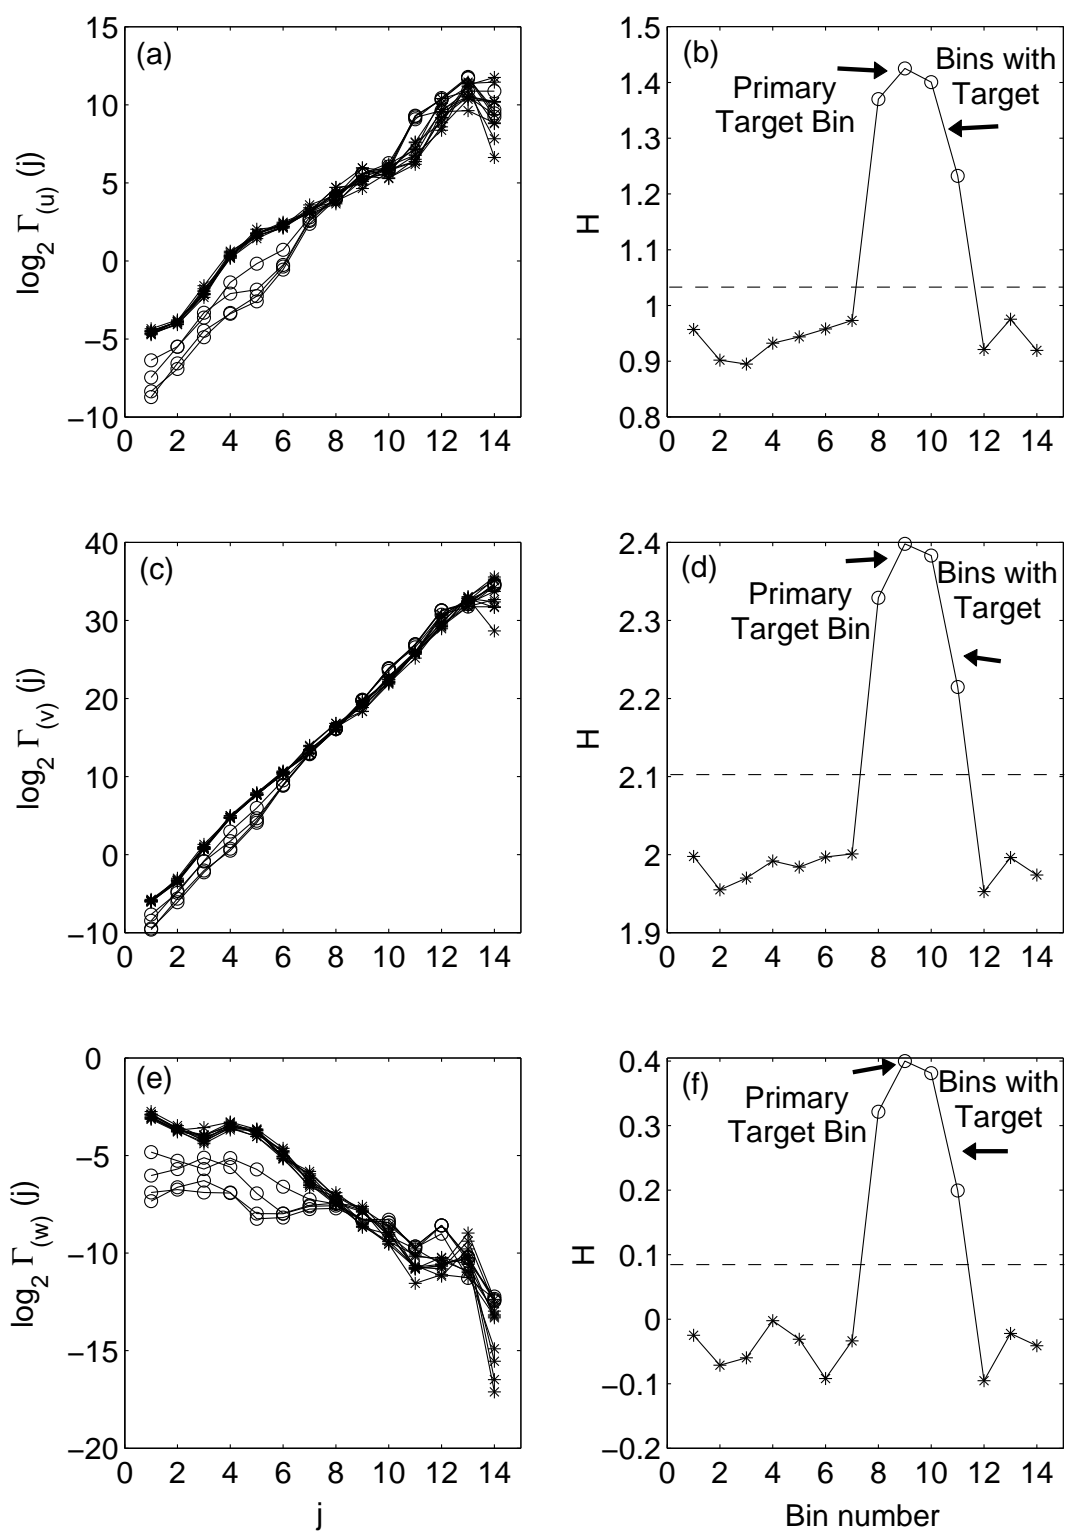 (a)
15
10
5
0
−5
−10
0 2 4 6 8 10 12 14
log₂ Γ₍ᵤ₎ (j)
(b)
Primary
Target Bin
Bins with
Target
1.5
1.4
1.3
1.2
1.1
1
0.9
0.8
H
0 2 4 6 8 10 12 14
(c)
40
30
20
10
0
−10
0 2 4 6 8 10 12 14
log₂ Γ₍ᵥ₎ (j)
(d)
Primary
Target Bin
Bins with
Target
2.4
2.3
2.2
2.1
2
1.9
H
0 2 4 6 8 10 12 14
(e)
0
−5
−10
−15
−20
0 2 4 6 8 10 12 14
log₂ Γ(w) (j)
j
(f)
Primary
Target Bin
Bins with
Target
0.4
0.3
0.2
0.1
0
−0.1
−0.2
H
0 2 4 6 8 10 12 14
Bin number